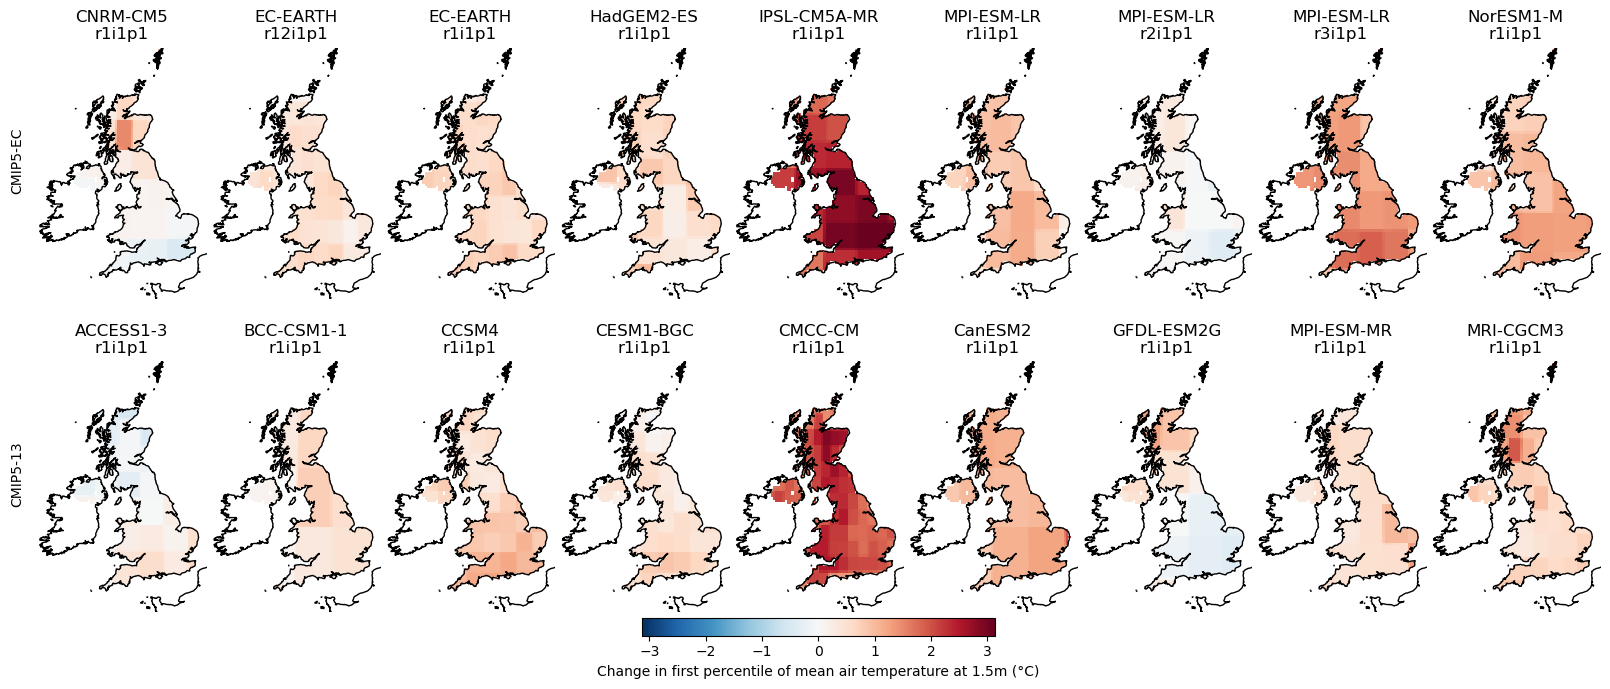 CNRM-CM5 EC-EARTH EC-EARTH HadGEM2-ES IPSL-CM5A-MR MPI-ESM-LR MPI-ESM-LR MPI-ESM-LR NorESM1-M
r1i1p1 r12i1p1 r1i1p1 r1i1p1 r1i1p1 r1i1p1 r2i1p1 r3i1p1 r1i1p1
CMIP5-EC
ACCESS1-3 BCC-CSM1-1 CCSM4 CESM1-BGC CMCC-CM CanESM2 GFDL-ESM2G MPI-ESM-MR MRI-CGCM3
r1i1p1 r1i1p1 r1i1p1 r1i1p1 r1i1p1 r1i1p1 r1i1p1 r1i1p1 r1i1p1
CMIP5-13
−3 −2 −1 0 1 2 3
Change in first percentile of mean air temperature at 1.5m (°C)